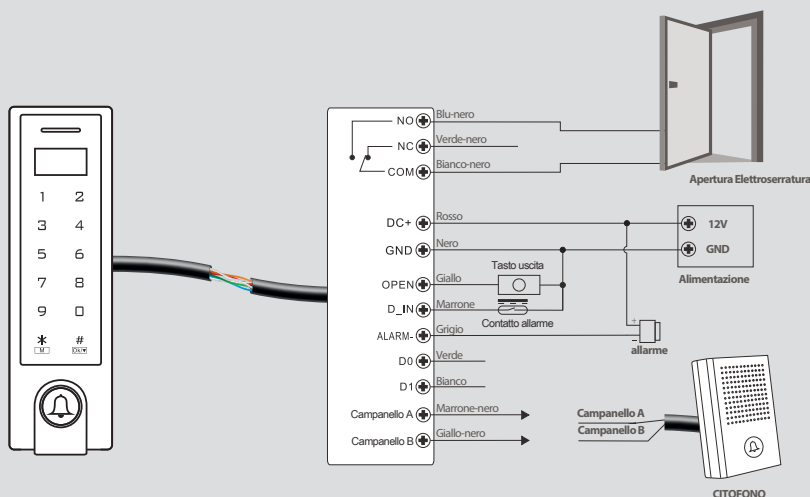 1 2
3 4
5 6
7 8
9 0
* #
M Ok/▼
NO Blu-nero
NC Verde-nero
COM Bianco-nero
Apertura Elettroserratura
DC+ Rosso
12V
GND Nero
GND
Alimentazione
Tasto uscita
OPEN Giallo
D_IN Marrone
Contatto allarme
ALARM- Grigio
+
−
allarme
D0 Verde
D1 Bianco
Campanello A Marrone-nero
Campanello B Giallo-nero
Campanello A
Campanello B
CITOFONO